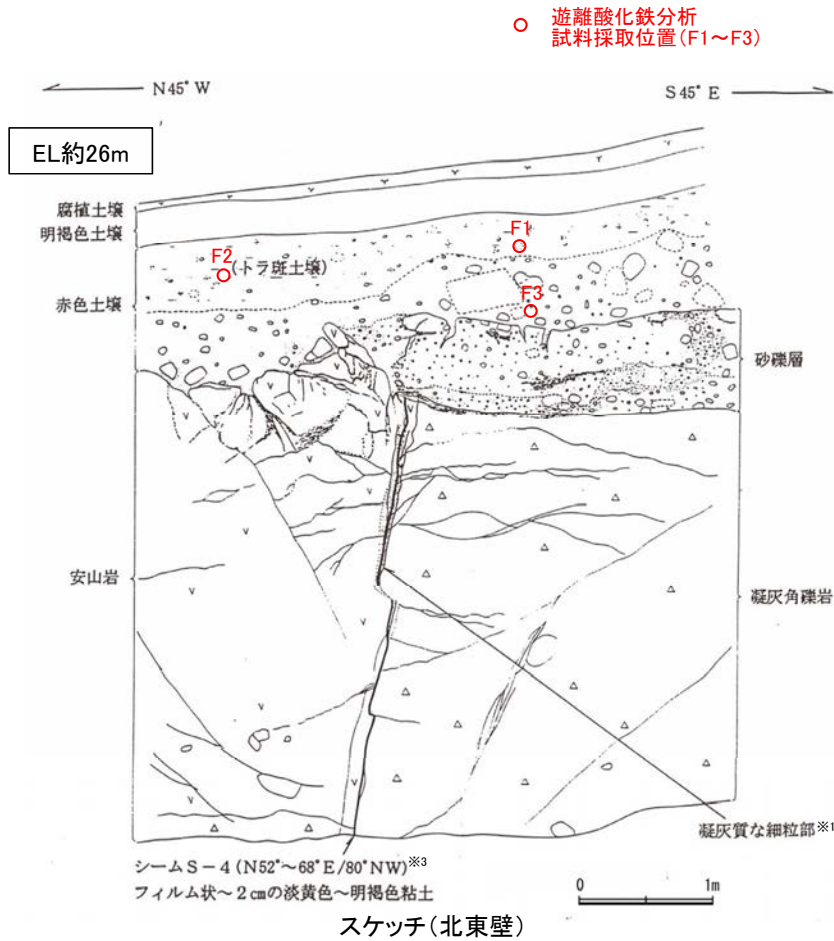 遊離酸化鉄分析
試料採取位置(F1～F3)
N45°W
S45°E
EL約26m
腐植土壌
明褐色土壌
F1
F2
(トラ斑土壌)
赤色土壌
F3
砂礫層
安山岩
凝灰角礫岩
凝灰質な細粒部※1
シームS－4 (N52°～68°E/80°NW)※3
フィルム状～2㎝の淡黄色～明褐色粘土
0 1m
スケッチ(北東壁)